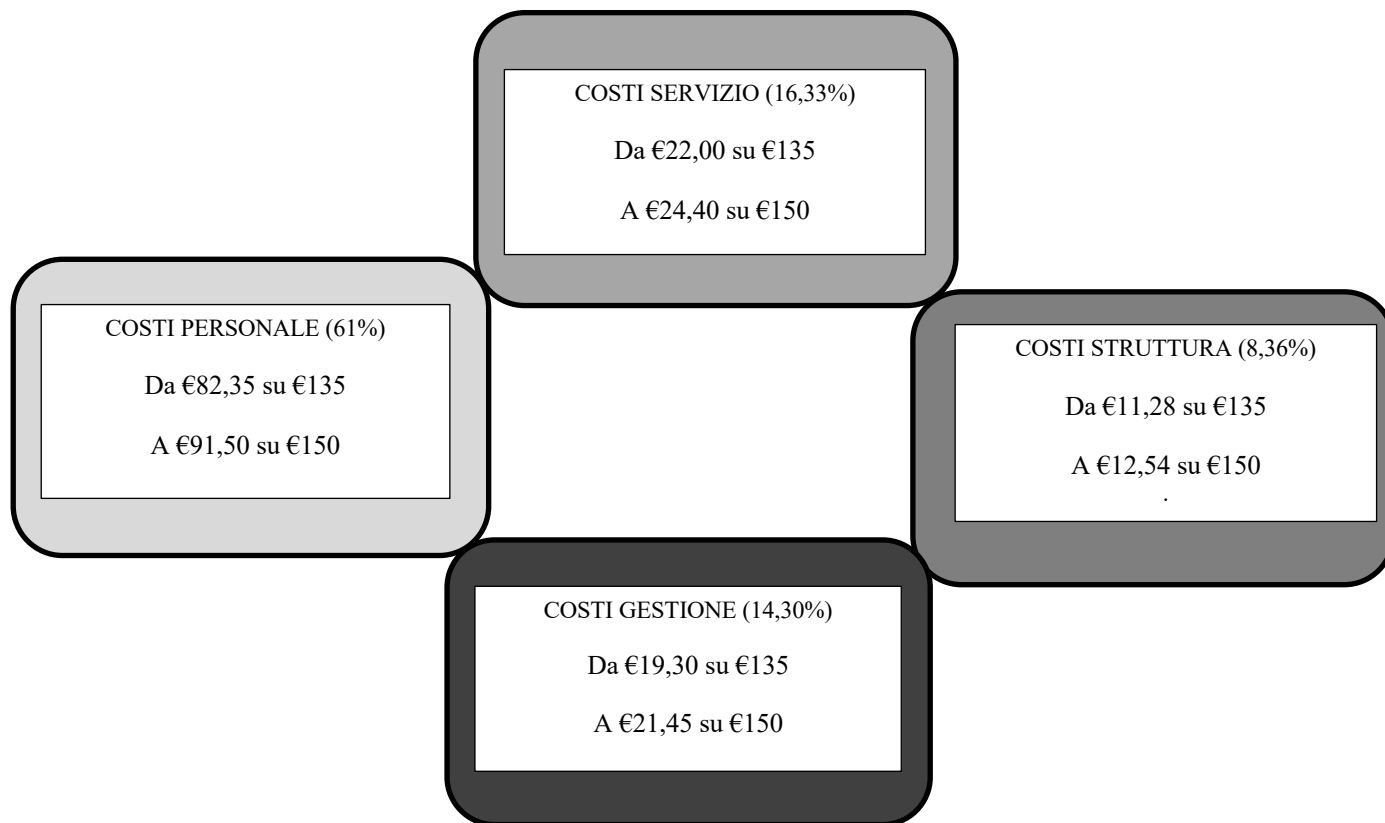 COSTI SERVIZIO (16,33%)
Da €22,00 su €135
A €24,40 su €150
COSTI PERSONALE (61%)
Da €82,35 su €135
A €91,50 su €150
COSTI STRUTTURA (8,36%)
Da €11,28 su €135
A €12,54 su €150
.
COSTI GESTIONE (14,30%)
Da €19,30 su €135
A €21,45 su €150